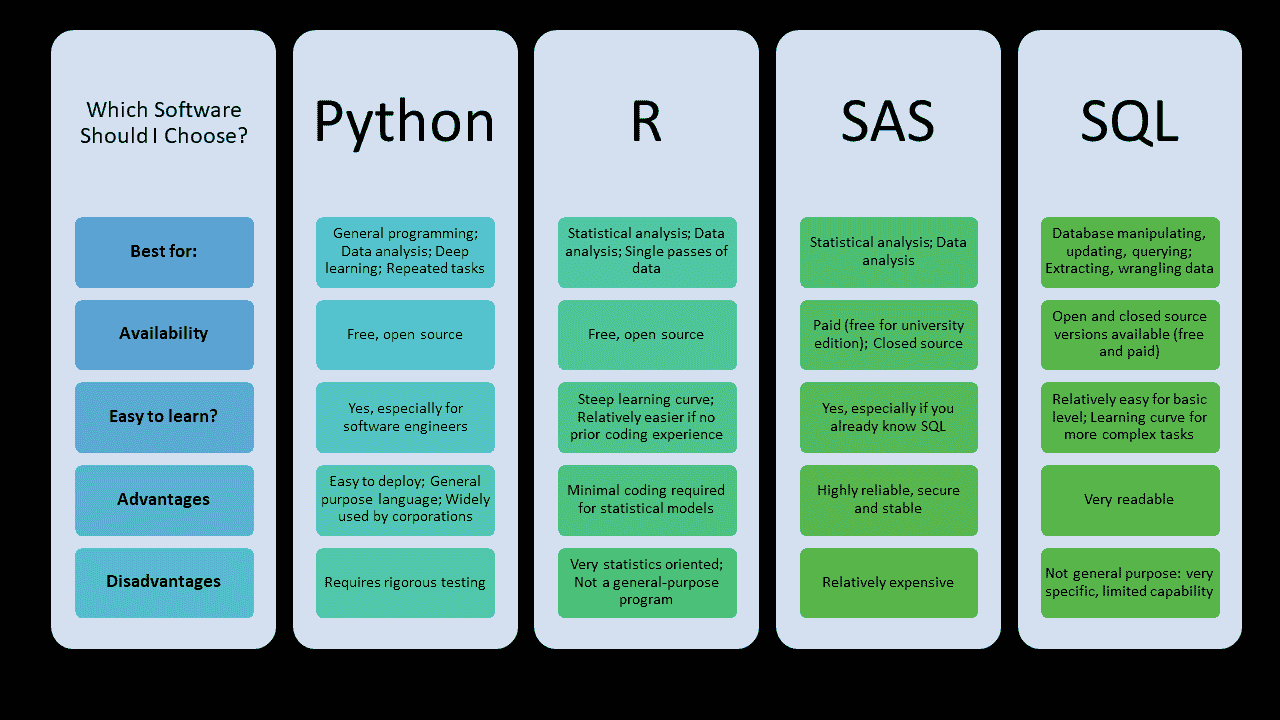 Which Software
Should I Choose?
Python
R
SAS
SQL
Best for:
General programming;
Data analysis; Deep
learning; Repeated tasks
Statistical analysis; Data
analysis; Single passes of
data
Statistical analysis; Data
analysis
Database manipulating,
updating, querying;
Extracting, wrangling data
Availability
Free, open source
Free, open source
Paid (free for university
edition); Closed source
Open and closed source
versions available (free
and paid)
Easy to learn?
Yes, especially for
software engineers
Steep learning curve;
Relatively easier if no
prior coding experience
Yes, especially if you
already know SQL
Relatively easy for basic
level; Learning curve for
more complex tasks
Advantages
Easy to deploy; General
purpose language; Widely
used by corporations
Minimal coding required
for statistical models
Highly reliable, secure
and stable
Very readable
Disadvantages
Requires rigorous testing
Very statistics oriented;
Not a general-purpose
program
Relatively expensive
Not general purpose: very
specific, limited capability